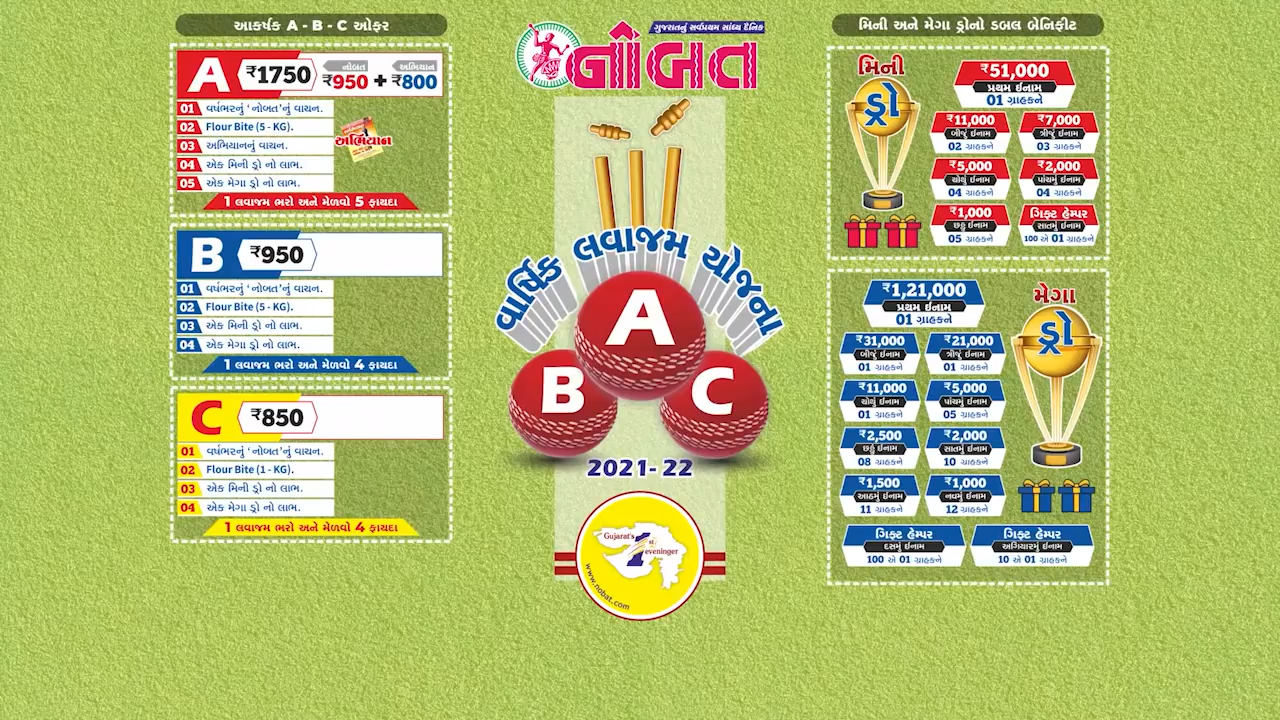 આકર્ષક A - B - C ઓફર
A ₹1750 નોબત ₹950 + અભિયાન ₹800
01 વર્ષભરનું 'નોબત'નું વાચન.
02 Flour Bite (5 - KG).
03 અભિયાનનું વાચન.
04 એક મિની ડ્રો નો લાભ.
05 એક મેગા ડ્રો નો લાભ.
અભિયાન
1 લવાજમ ભરો અને મેળવો 5 ફાયદા
B ₹950
01 વર્ષભરનું 'નોબત'નું વાચન.
02 Flour Bite (5 - KG).
03 એક મિની ડ્રો નો લાભ.
04 એક મેગા ડ્રો નો લાભ.
1 લવાજમ ભરો અને મેળવો 4 ફાયદા
C ₹850
01 વર્ષભરનું 'નોબત'નું વાચન.
02 Flour Bite (1 - KG).
03 એક મિની ડ્રો નો લાભ.
04 એક મેગા ડ્રો નો લાભ.
1 લવાજમ ભરો અને મેળવો 4 ફાયદા
ગુજરાતનું સર્વપ્રથમ સાંધ્ય દૈનિક
નોબત
વાર્ષિક લવાજમ યોજના
A
B C
2021- 22
Gujarat's 1st eveninger
www.nobat.com
મિની અને મેગા ડ્રોનો ડબલ બેનિફીટ
મિની
ડ્રો
₹51,000
પ્રથમ ઈનામ
01 ગ્રાહકને
₹11,000 ₹7,000
બીજું ઈનામ ત્રીજું ઈનામ
02 ગ્રાહકને 03 ગ્રાહકને
₹5,000 ₹2,000
ચોથું ઈનામ પાંચમું ઈનામ
04 ગ્રાહકને 04 ગ્રાહકને
₹1,000 ગિફ્ટ હેમ્પર
છઠ્ઠું ઈનામ સાતમું ઈનામ
05 ગ્રાહકને 100 એ 01 ગ્રાહકને
₹1,21,000
પ્રથમ ઈનામ
01 ગ્રાહકને
મેગા
ડ્રો
₹31,000 ₹21,000
બીજું ઈનામ ત્રીજું ઈનામ
01 ગ્રાહકને 01 ગ્રાહકને
₹11,000 ₹5,000
ચોથું ઈનામ પાંચમું ઈનામ
01 ગ્રાહકને 05 ગ્રાહકને
₹2,500 ₹2,000
છઠ્ઠું ઈનામ સાતમું ઈનામ
08 ગ્રાહકને 10 ગ્રાહકને
₹1,500 ₹1,000
આઠમું ઈનામ નવમું ઈનામ
11 ગ્રાહકને 12 ગ્રાહકને
ગિફ્ટ હેમ્પર ગિફ્ટ હેમ્પર
દસમું ઈનામ અગિયારમું ઈનામ
100 એ 01 ગ્રાહકને 10 એ 01 ગ્રાહકને